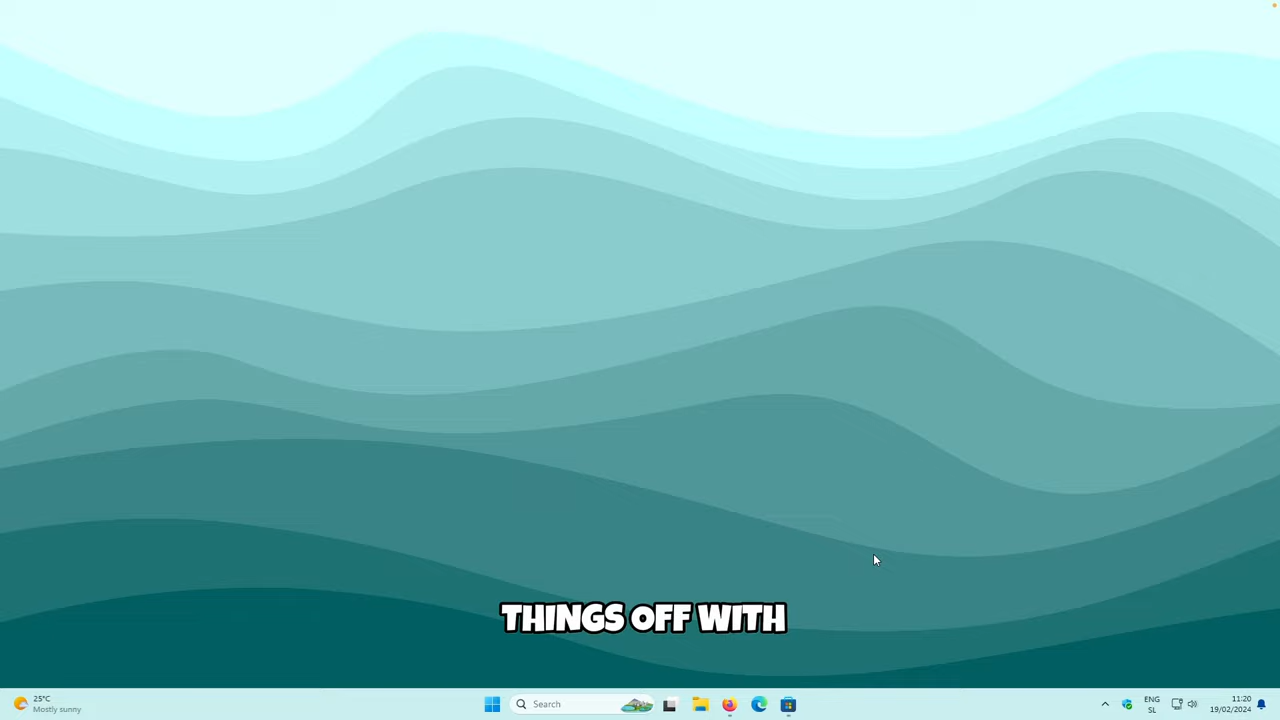 THINGS OFF WITH
25°C
Mostly sunny
Search
ENG
SL
11:20
19/02/2024